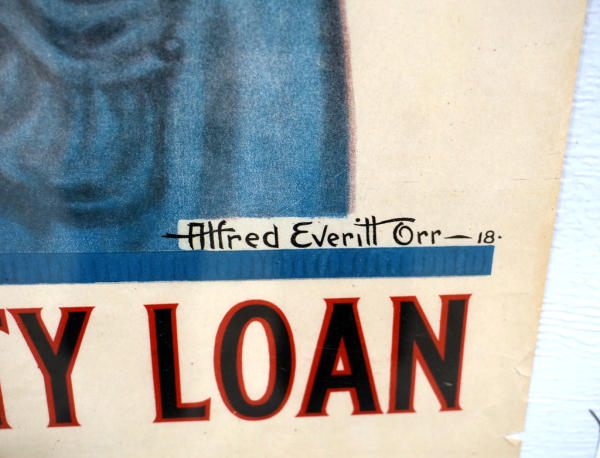 Alfred Everitt Orr — 18.
TY LOAN